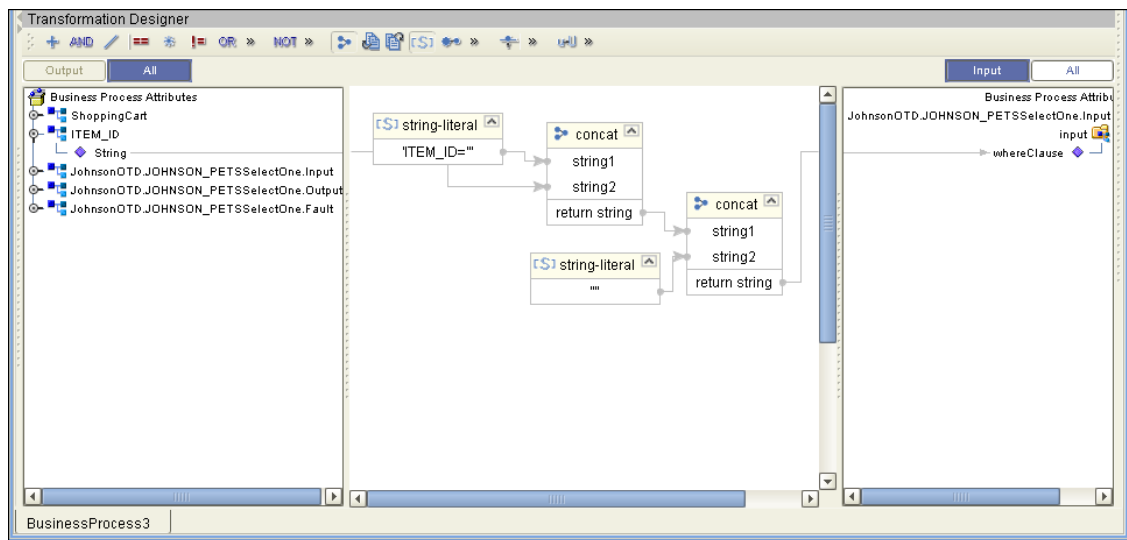 Transformation Designer
AND == != OR » NOT » [S] » » »
Output All Input All
Business Process Attributes
ShoppingCart
ITEM_ID
String
JohnsonOTD.JOHNSON_PETSSelectOne.Input
JohnsonOTD.JOHNSON_PETSSelectOne.Output
JohnsonOTD.JOHNSON_PETSSelectOne.Fault
[S] string-literal
'ITEM_ID='"
concat
string1
string2
return string
[S] string-literal
""
concat
string1
string2
return string
Business Process Attribu
JohnsonOTD.JOHNSON_PETSSelectOne.Input
input
whereClause
BusinessProcess3